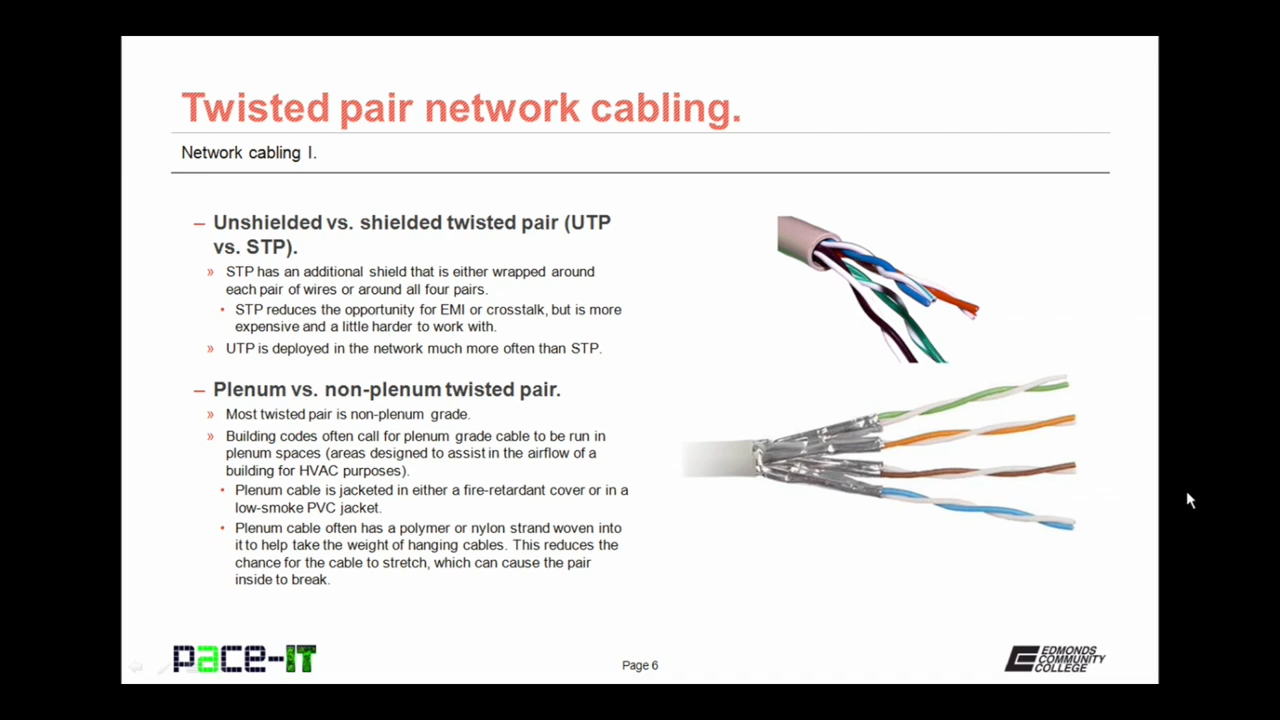 Twisted pair network cabling.
Network cabling I.
– Unshielded vs. shielded twisted pair (UTP
vs. STP).
» STP has an additional shield that is either wrapped around
each pair of wires or around all four pairs.
• STP reduces the opportunity for EMI or crosstalk, but is more
expensive and a little harder to work with.
» UTP is deployed in the network much more often than STP.
– Plenum vs. non-plenum twisted pair.
» Most twisted pair is non-plenum grade.
» Building codes often call for plenum grade cable to be run in
plenum spaces (areas designed to assist in the airflow of a
building for HVAC purposes).
• Plenum cable is jacketed in either a fire-retardant cover or in a
low-smoke PVC jacket.
• Plenum cable often has a polymer or nylon strand woven into
it to help take the weight of hanging cables. This reduces the
chance for the cable to stretch, which can cause the pair
inside to break.
pace-IT
Page 6
EDMONDS
COMMUNITY
COLLEGE